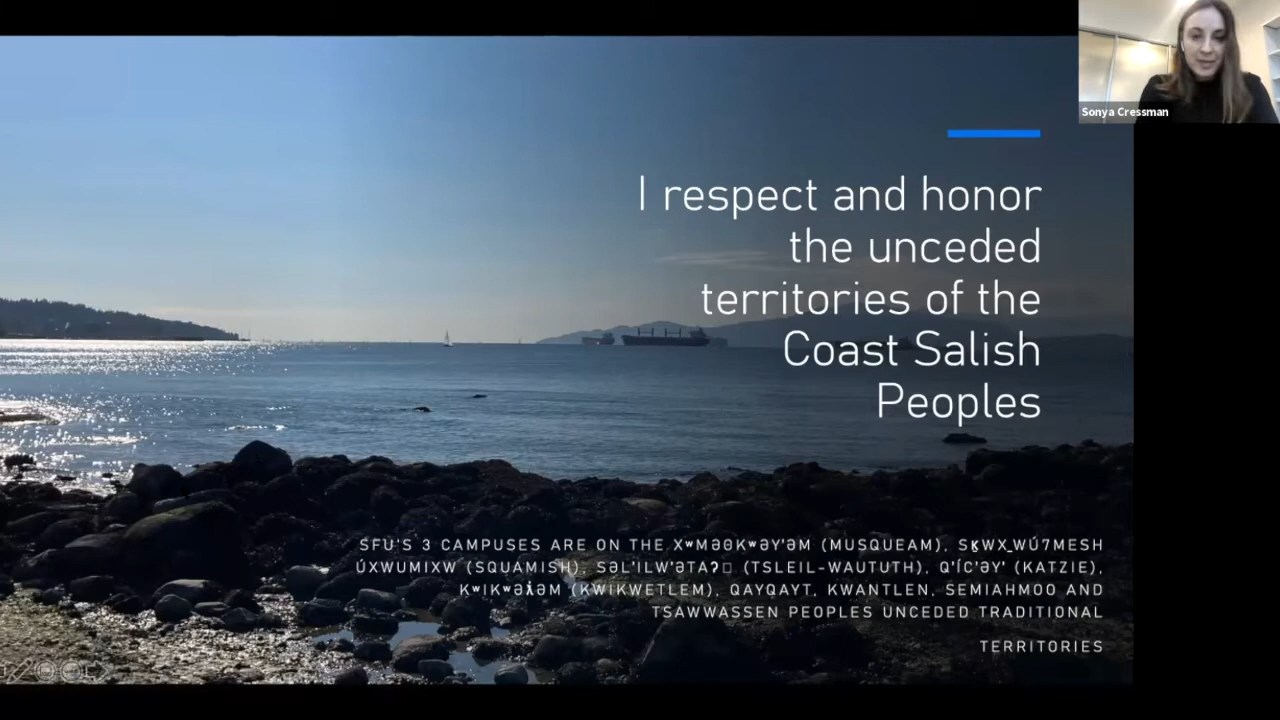 Sonya Cressman
I respect and honor
the unceded
territories of the
Coast Salish
Peoples
SFU'S 3 CAMPUSES ARE ON THE XʷMƏΘKʷƏY̓ƏM (MUSQUEAM), SḴWX̱WÚ7MESH
ÚXWUMIXW (SQUAMISH), SƏL̓ILW̓ƏTAʔ□ (TSLEIL-WAUTUTH), Q̓ÍC̓ƏY̓ (KATZIE),
KʷIKʷƏƛ̓ƏM (KWIKWETLEM), QAYQAYT, KWANTLEN, SEMIAHMOO AND
TSAWWASSEN PEOPLES UNCEDED TRADITIONAL
TERRITORIES